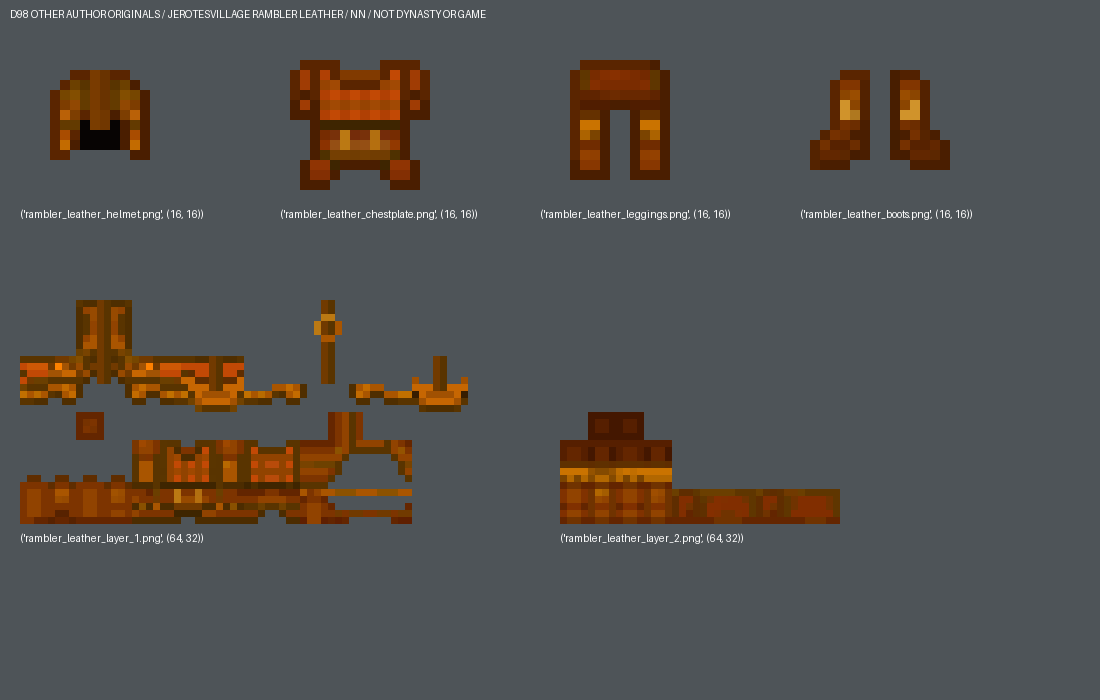 D98 OTHER AUTHOR ORIGINALS / JEROTESVILLAGE RAMBLER LEATHER / NN / NOT DYNASTY OR GAME
('rambler_leather_helmet.png', (16, 16))
('rambler_leather_chestplate.png', (16, 16))
('rambler_leather_leggings.png', (16, 16))
('rambler_leather_boots.png', (16, 16))
('rambler_leather_layer_1.png', (64, 32))
('rambler_leather_layer_2.png', (64, 32))